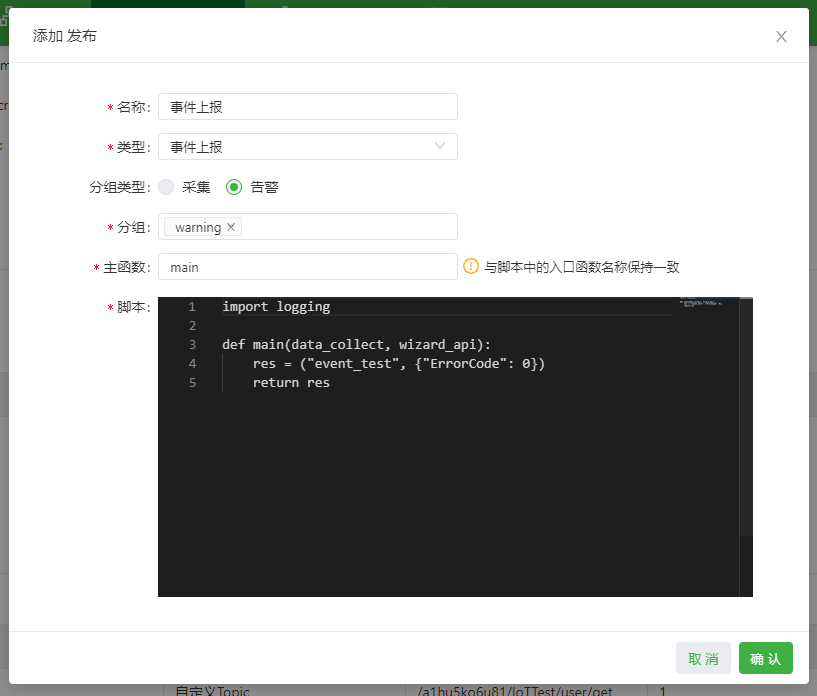 添加 发布
* 名称: 事件上报
* 类型: 事件上报
分组类型: 采集 告警
* 分组: warning ×
* 主函数: main 与脚本中的入口函数名称保持一致
* 脚本:
1 import logging
2
3 def main(data_collect, wizard_api):
4 res = ("event_test", {"ErrorCode": 0})
5 return res
取 消 确 认
自定义Topic /a1hu5ko6u81/IoTTest/user/get 1